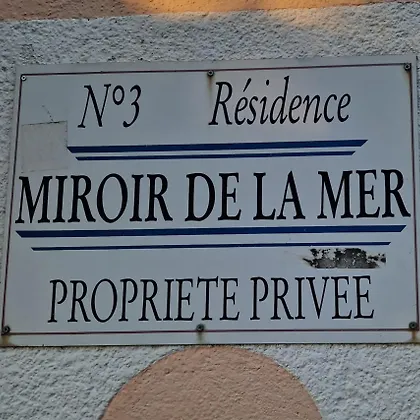 N°3 Résidence
MIROIR DE LA MER
PROPRIETE PRIVEE